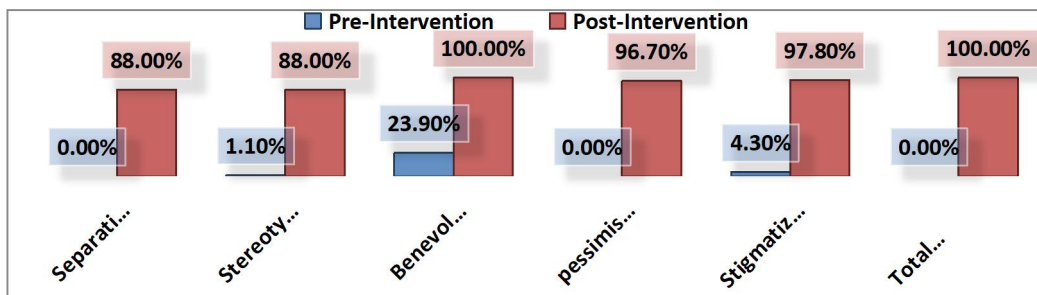 Pre-Intervention Post-Intervention
88.00% 88.00% 100.00% 96.70% 97.80% 100.00%
0.00% 1.10% 23.90% 0.00% 4.30% 0.00%
Separati...
Stereoty...
Benevol...
pessimis...
Stigmatiz...
Total...